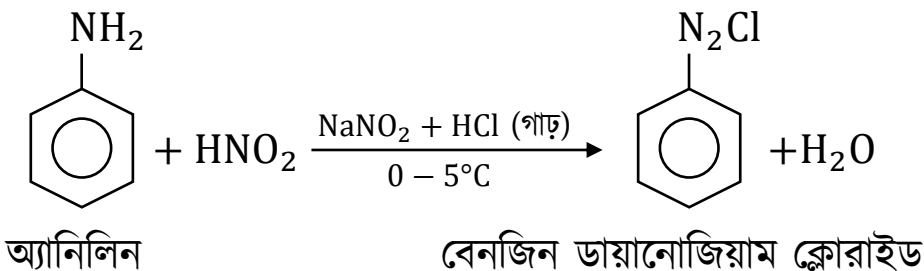 NH₂ N₂Cl
+ HNO₂ NaNO₂ + HCl (গাঢ়) +H₂O
0 − 5°C
অ্যানিলিন বেনজিন ডায়ানোজিয়াম ক্লোরাইড